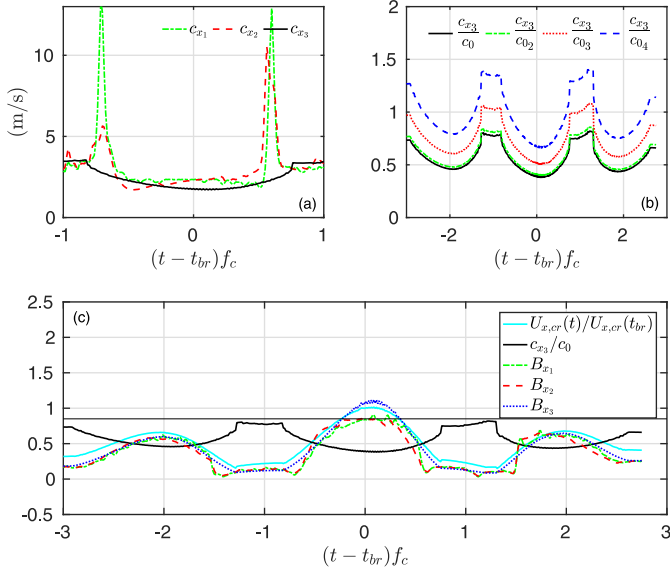 c_{x_1} c_{x_2} c_{x_3}
10
5
0
(m/s)
-1 0 1
(t − t_{br})f_c
(a)
c_{x_3}/c_0 c_{x_3}/c_{0_2} c_{x_3}/c_{0_3} c_{x_3}/c_{0_4}
2
1.5
1
0.5
0
-2 0 2
(t − t_{br})f_c
(b)
(c)
2.5
2
1.5
1
0.5
0
-0.5
U_{x,cr}(t)/U_{x,cr}(t_{br})
c_{x_3}/c_0
B_{x_1}
B_{x_2}
B_{x_3}
-3 -2 -1 0 1 2 3
(t − t_{br})f_c